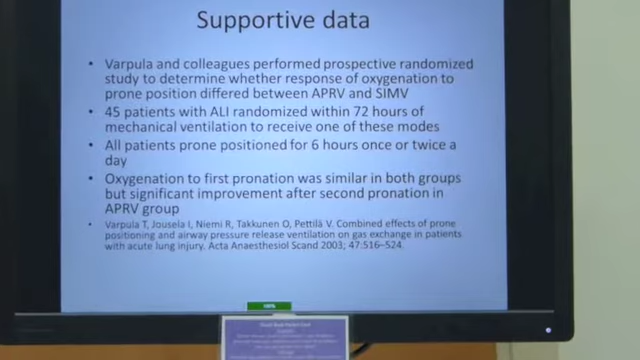 Supportive data
• Varpula and colleagues performed prospective randomized
study to determine whether response of oxygenation to
prone position differed between APRV and SIMV
• 45 patients with ALI randomized within 72 hours of
mechanical ventilation to receive one of these modes
• All patients prone positioned for 6 hours once or twice a
day
• Oxygenation to first pronation was similar in both groups
but significant improvement after second pronation in
APRV group
• Varpula T, Jousela I, Niemi R, Takkunen O, Pettilä V. Combined effects of prone
positioning and airway pressure release ventilation on gas exchange in patients
with acute lung injury. Acta Anaesthesiol Scand 2003; 47:516–524.
100%